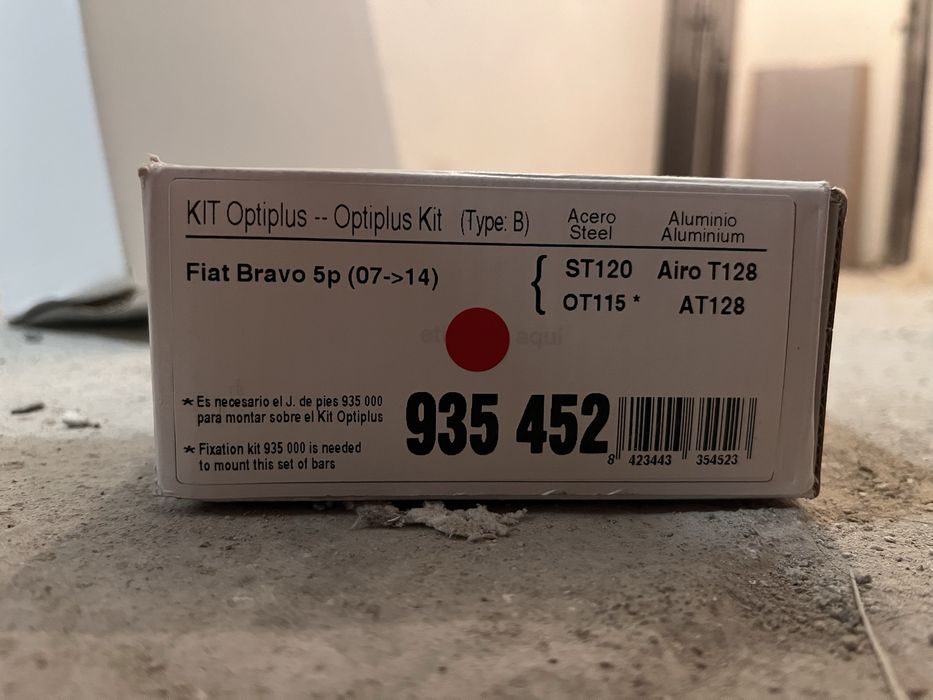 KIT Optiplus -- Optiplus Kit (Type: B) Acero Aluminio
Steel Aluminium
Fiat Bravo 5p (07->14) { ST120 Airo T128
OT115 * AT128
aquí
* Es necesario el J. de pies 935 000
para montar sobre el Kit Optiplus
* Fixation kit 935 000 is needed
to mount this set of bars
935 452
8 423443 354523